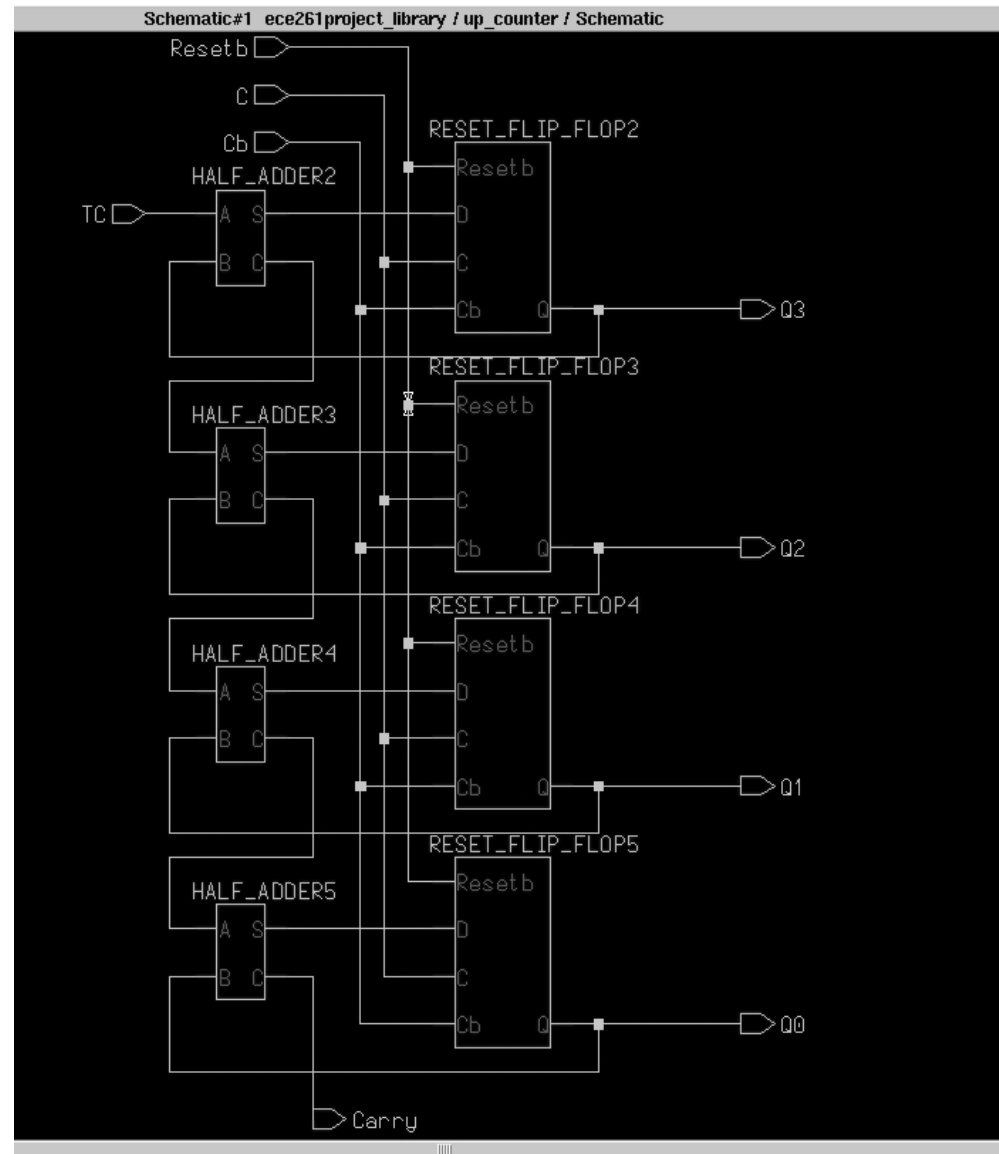 Schematic#1 ece261project_library / up_counter / Schematic
Resetb
C
Cb
TC
HALF_ADDER2
A S
B C
RESET_FLIP_FLOP2
Resetb
D
C
Cb Q
Q3
HALF_ADDER3
A S
B C
RESET_FLIP_FLOP3
Resetb
D
C
Cb Q
Q2
HALF_ADDER4
A S
B C
RESET_FLIP_FLOP4
Resetb
D
C
Cb Q
Q1
HALF_ADDER5
A S
B C
RESET_FLIP_FLOP5
Resetb
D
C
Cb Q
Q0
Carry